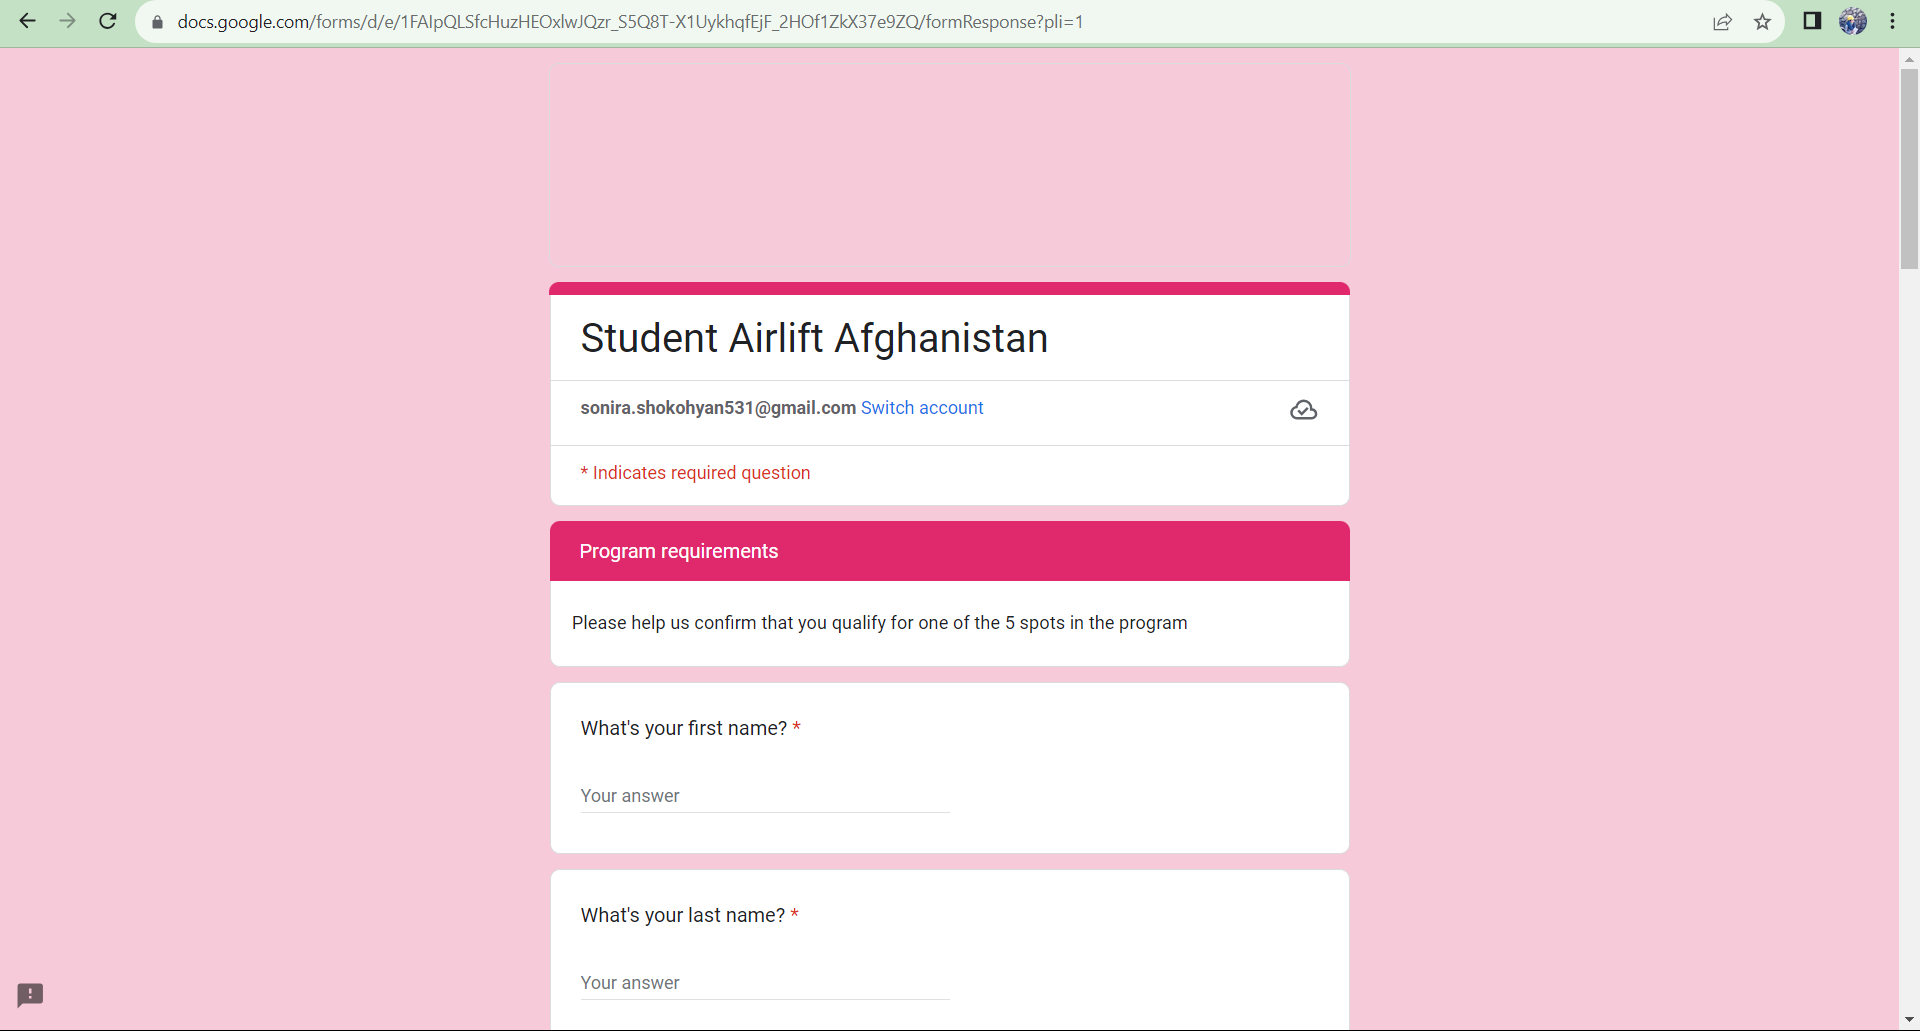 docs.google.com/forms/d/e/1FAIpQLSfcHuzHEOxlwJQzr_S5Q8T-X1UykhqfEjF_2HOf1ZkX37e9ZQ/formResponse?pli=1
Student Airlift Afghanistan
sonira.shokohyan531@gmail.com Switch account
* Indicates required question
Program requirements
Please help us confirm that you qualify for one of the 5 spots in the program
What's your first name? *
Your answer
What's your last name? *
Your answer